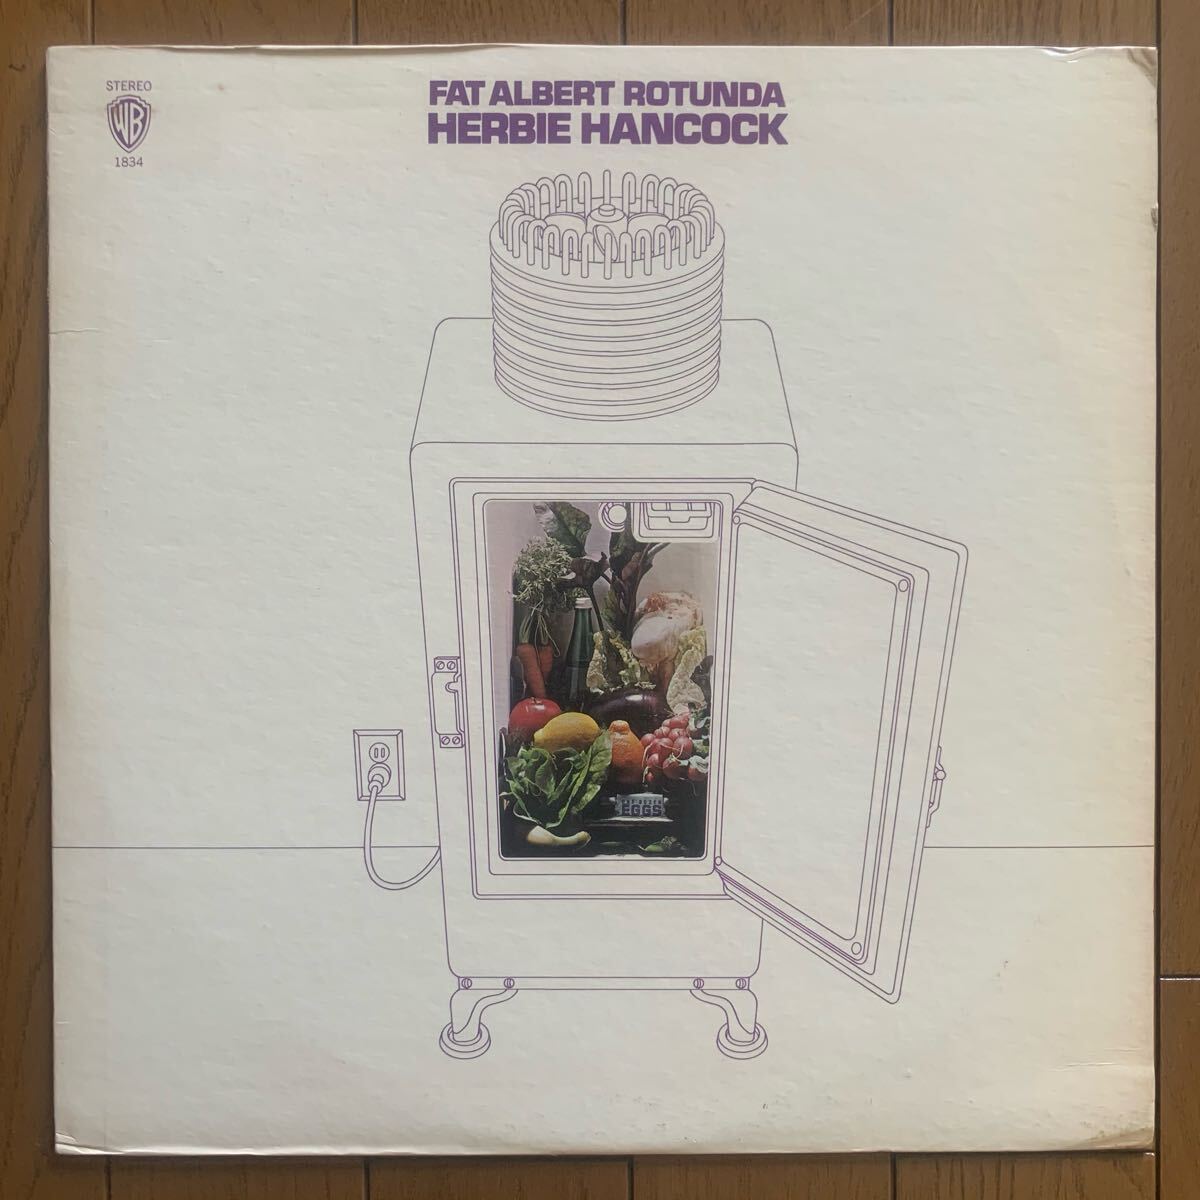 STEREO
WB
1834
FAT ALBERT ROTUNDA
HERBIE HANCOCK
EGGS